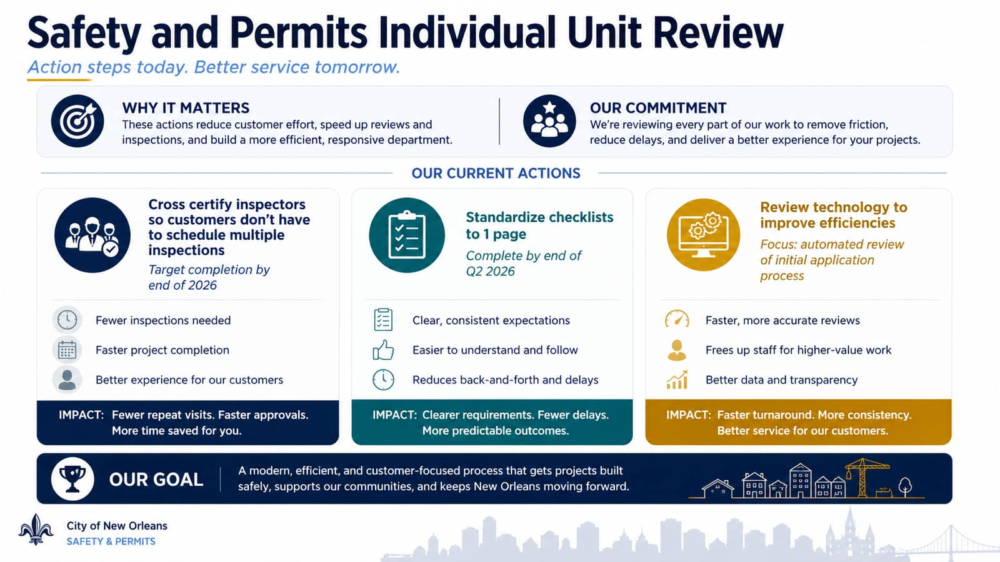 Safety and Permits Individual Unit Review
Action steps today. Better service tomorrow.
WHY IT MATTERS
These actions reduce customer effort, speed up reviews and
inspections, and build a more efficient, responsive department.
OUR COMMITMENT
We're reviewing every part of our work to remove friction,
reduce delays, and deliver a better experience for your projects.
OUR CURRENT ACTIONS
Cross certify inspectors
so customers don't have
to schedule multiple
inspections
Target completion by
end of 2026
Fewer inspections needed
Faster project completion
Better experience for our customers
IMPACT: Fewer repeat visits. Faster approvals.
More time saved for you.
Standardize checklists
to 1 page
Complete by end of
Q2 2026
Clear, consistent expectations
Easier to understand and follow
Reduces back-and-forth and delays
IMPACT: Clearer requirements. Fewer delays.
More predictable outcomes.
Review technology to
improve efficiencies
Focus: automated review
of initial application
process
Faster, more accurate reviews
Frees up staff for higher-value work
Better data and transparency
IMPACT: Faster turnaround. More consistency.
Better service for our customers.
OUR GOAL
A modern, efficient, and customer-focused process that gets projects built
safely, supports our communities, and keeps New Orleans moving forward.
City of New Orleans
SAFETY & PERMITS